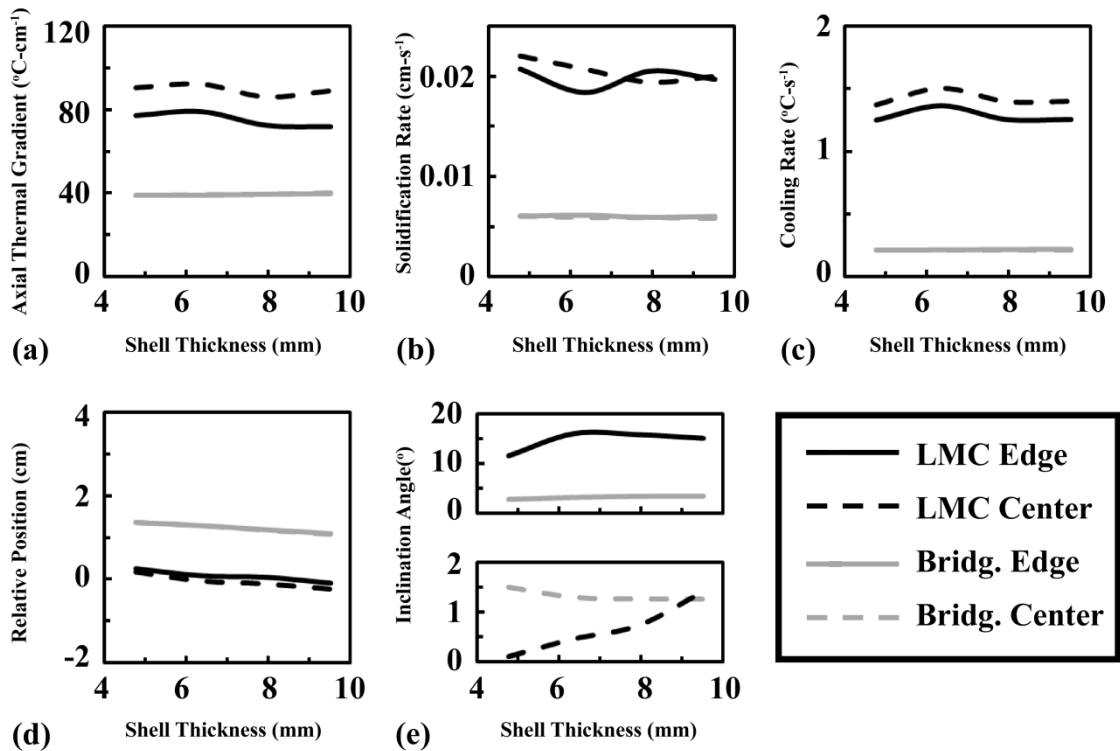 Axial Thermal Gradient (ºC-cm⁻¹)
120
80
40
0
4 6 8 10
Shell Thickness (mm)
(a)
Solidification Rate (cm-s⁻¹)
0.02
0.01
0
4 6 8 10
Shell Thickness (mm)
(b)
Cooling Rate (ºC-s⁻¹)
2
1
0
4 6 8 10
Shell Thickness (mm)
(c)
Relative Position (cm)
4
2
0
-2
4 6 8 10
Shell Thickness (mm)
(d)
Inclination Angle(º)
20
10
0
2
1
0
4 6 8 10
Shell Thickness (mm)
(e)
LMC Edge
LMC Center
Bridg. Edge
Bridg. Center